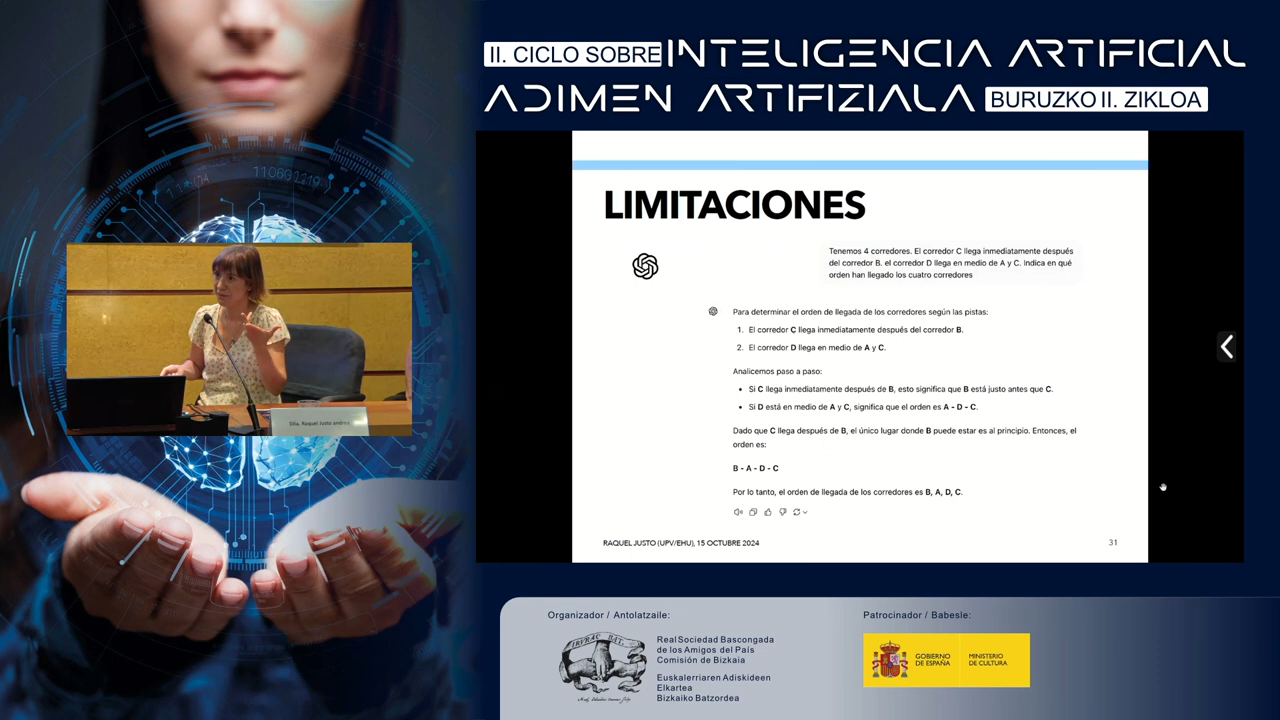 II. CICLO SOBRE INTELIGENCIA ARTIFICIAL
ADIMEN ARTIFIZIALA BURUZKO II. ZIKLOA
LIMITACIONES
Tenemos 4 corredores. El corredor C llega inmediatamente después
del corredor B. el corredor D llega en medio de A y C. Indica en qué
orden han llegado los cuatro corredores
Para determinar el orden de llegada de los corredores según las pistas:
1. El corredor C llega inmediatamente después del corredor B.
2. El corredor D llega en medio de A y C.
Analicemos paso a paso:
• Si C llega inmediatamente después de B, esto significa que B está justo antes que C.
• Si D está en medio de A y C, significa que el orden es A - D - C.
Dado que C llega después de B, el único lugar donde B puede estar es al principio. Entonces, el
orden es:
B - A - D - C
Por lo tanto, el orden de llegada de los corredores es B, A, D, C.
RAQUEL JUSTO (UPV/EHU), 15 OCTUBRE 2024
31
Dña. Raquel Justo
Organizador / Antolatzaile:
Real Sociedad Bascongada
de los Amigos del País
Comisión de Bizkaia
Euskalerriaren Adiskideen
Elkartea
Bizkaiko Batzordea
Patrocinador / Babesle:
GOBIERNO
DE ESPAÑA
MINISTERIO
DE CULTURA